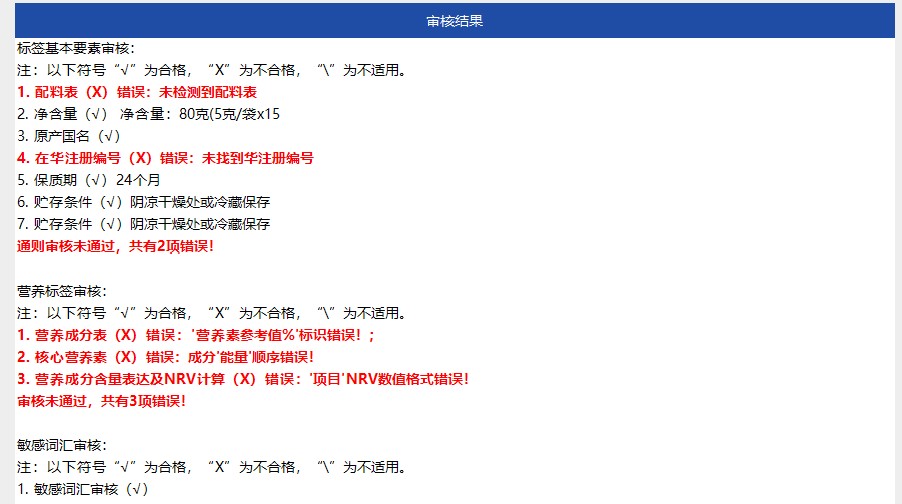 审核结果
标签基本要素审核：
注：以下符号“√”为合格，“X”为不合格，“\”为不适用。
1. 配料表（X）错误：未检测到配料表
2. 净含量（√） 净含量：80克(5克/袋x15
3. 原产国名（√）
4. 在华注册编号（X）错误：未找到华注册编号
5. 保质期（√）24个月
6. 贮存条件（√）阴凉干燥处或冷藏保存
7. 贮存条件（√）阴凉干燥处或冷藏保存
通则审核未通过，共有2项错误！
营养标签审核：
注：以下符号“√”为合格，“X”为不合格，“\”为不适用。
1. 营养成分表（X）错误：'营养素参考值%'标识错误！;
2. 核心营养素（X）错误：成分'能量'顺序错误！
3. 营养成分含量表达及NRV计算（X）错误：'项目'NRV数值格式错误！
审核未通过，共有3项错误！
敏感词汇审核：
注：以下符号“√”为合格，“X”为不合格，“\”为不适用。
1. 敏感词汇审核（√）